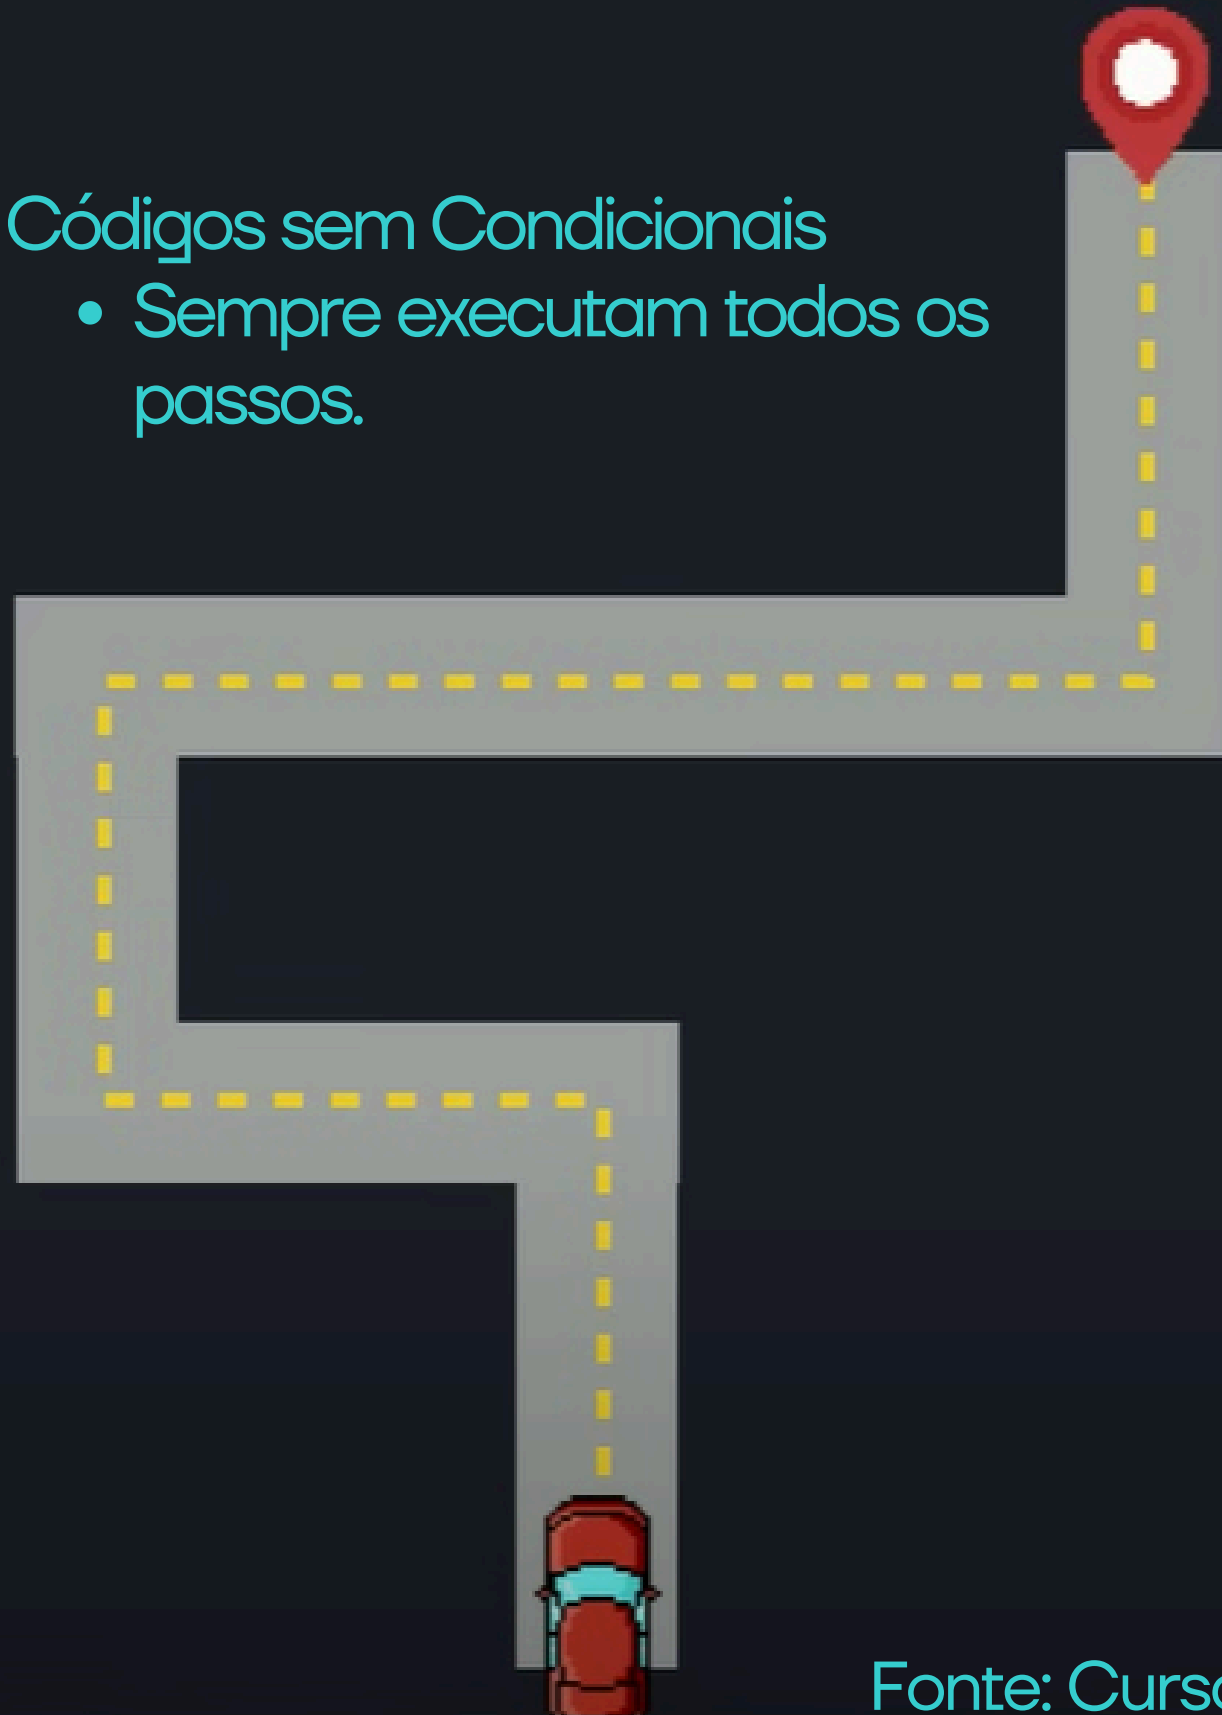 Códigos sem Condicionais
• Sempre executam todos os
passos.
Fonte: